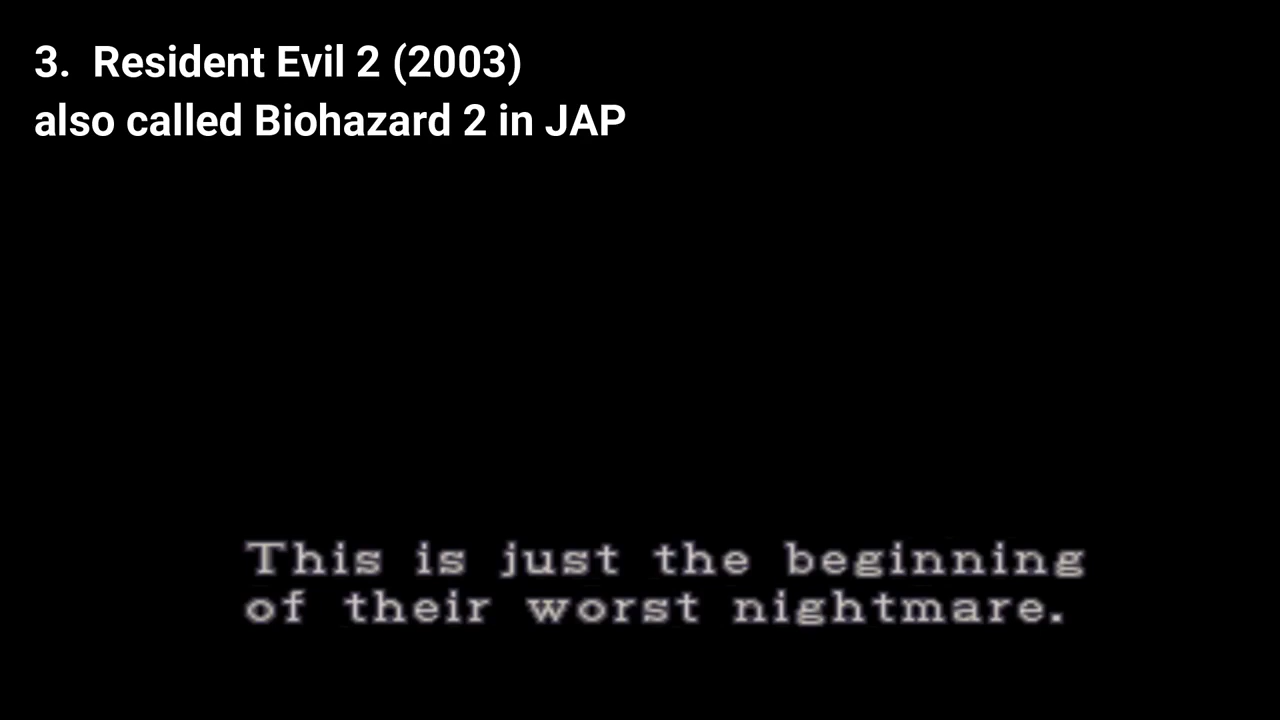 3.  Resident Evil 2 (2003)
also called Biohazard 2 in JAP
This is just the beginning
of their worst nightmare.